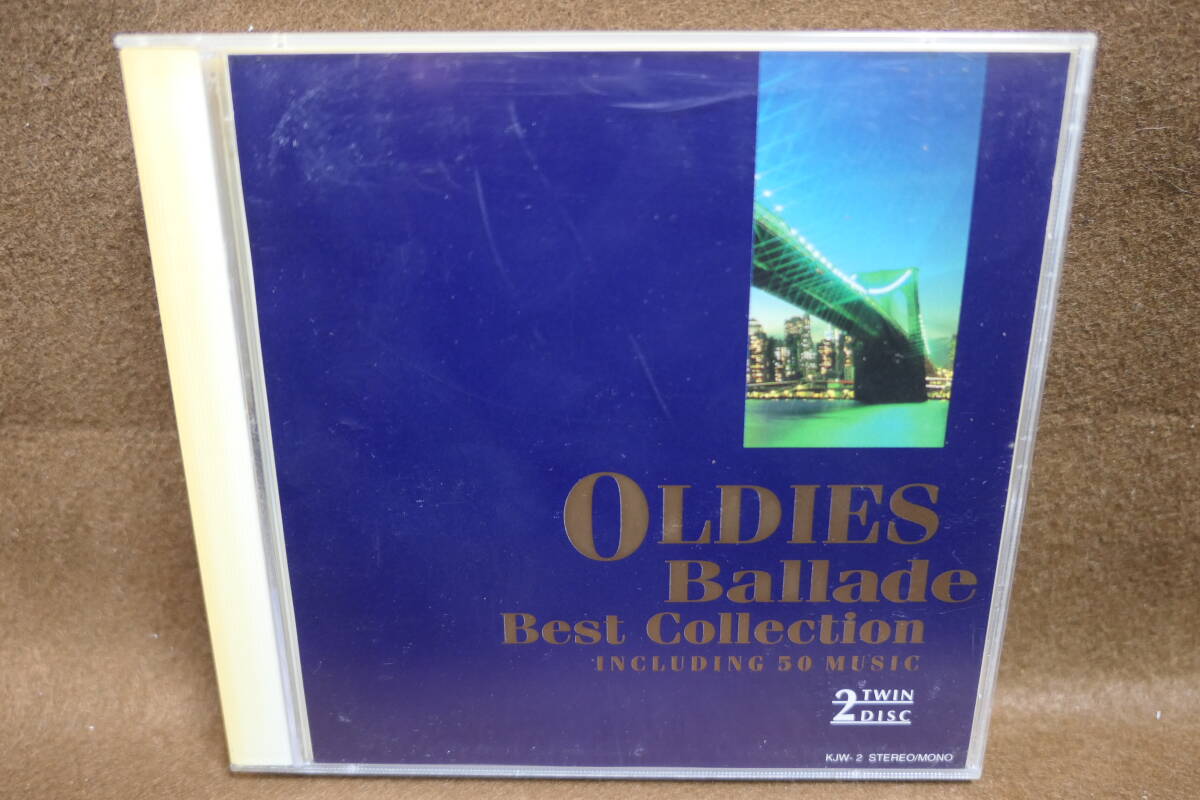 OLDIES
Ballade
Best Collection
INCLUDING 50 MUSIC
2 TWIN
DISC
KJW-2 STEREO/MONO